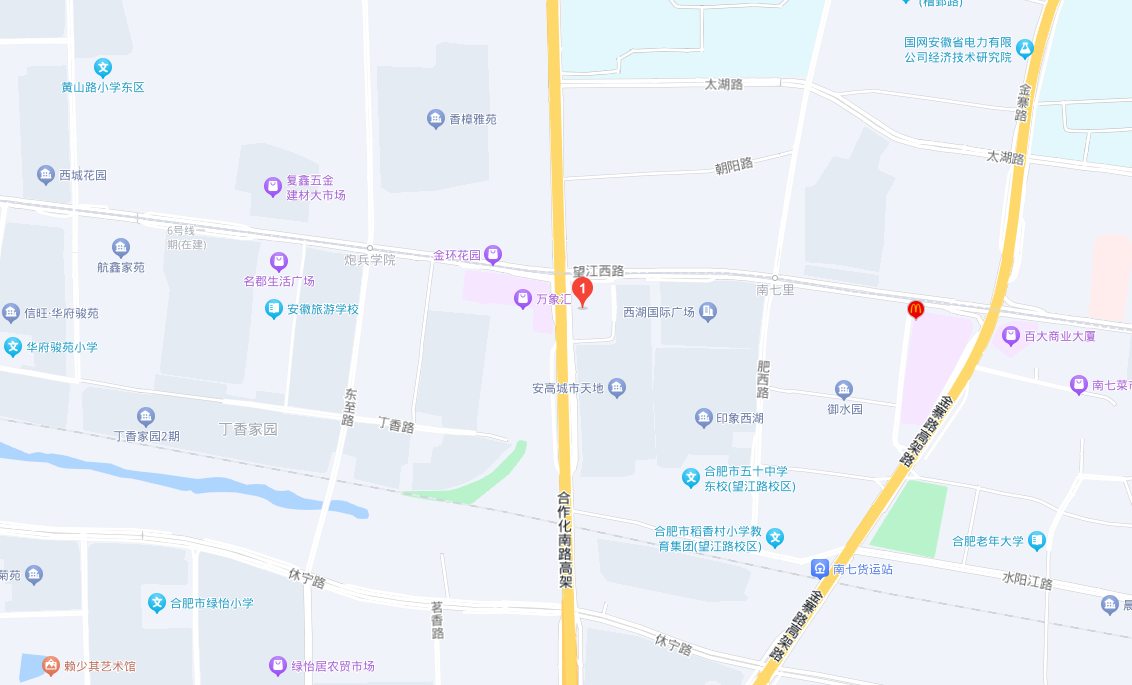 (稽郢路)
国网安徽省电力有限
公司经济技术研究院
黄山路小学东区
太湖路
金寨路
香樟雅苑
太湖路
朝阳路
西城花园
复鑫五金
建材大市场
6号线
期(在建)
航鑫家苑
金环花园
炮兵学院
望江西路
名郡生活广场
南七里
1
万象汇
信旺·华府骏苑
安徽旅游学校
西湖国际广场
百大商业大厦
华府骏苑小学
安高城市天地
肥西路
南七菜市
东至路
御水园
丁香家园2期
丁香家园
丁香路
印象西湖
金寨路高架路
合肥市五十中学
东校(望江路校区)
合作化南路高架
合肥市稻香村小学教
育集团(望江路校区)
合肥老年大学
南七货运站
菊苑
休宁路
水阳江路
合肥市绿怡小学
茗香路
金寨路高架路
晨
休宁路
赖少其艺术馆
绿怡居农贸市场